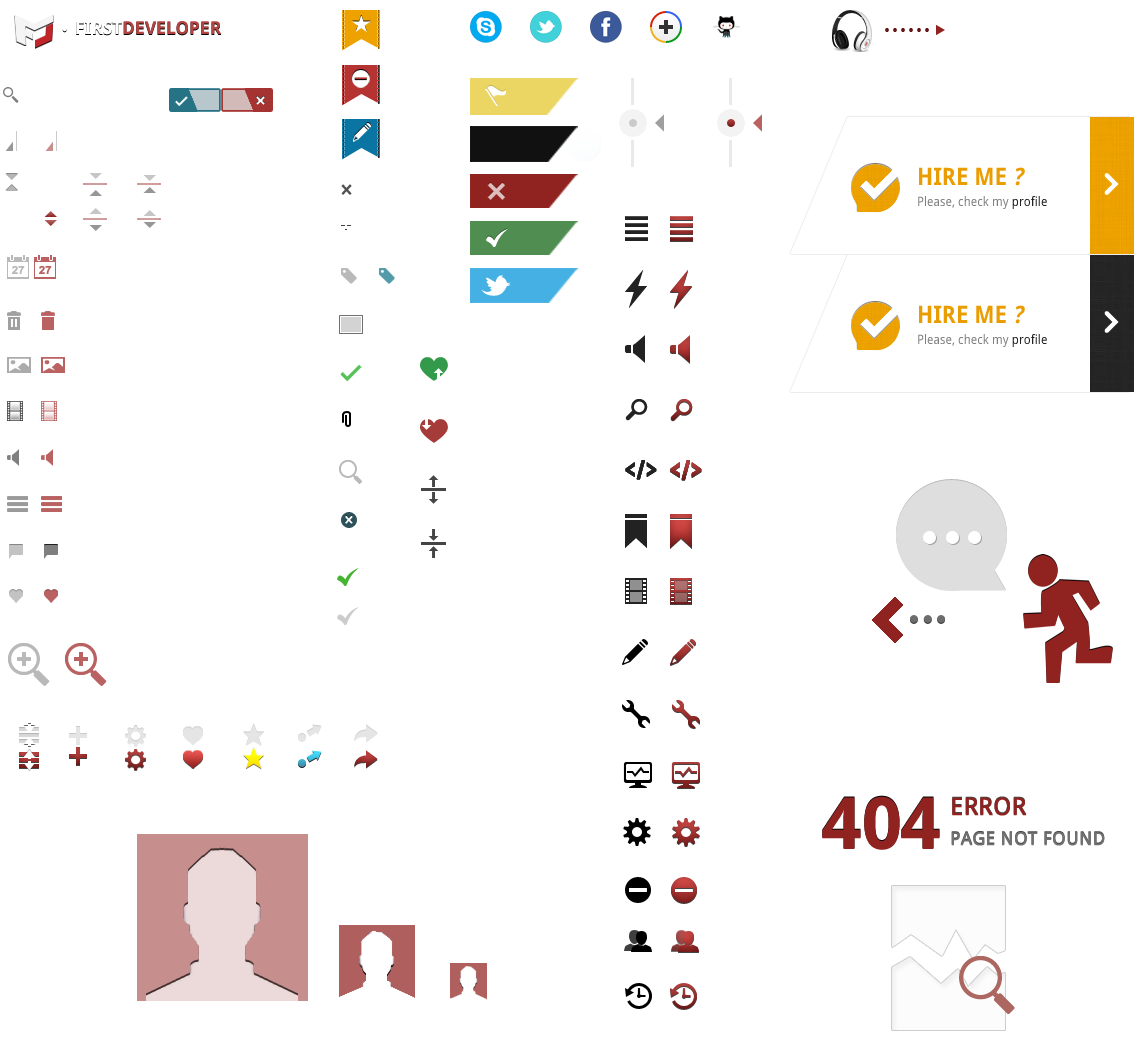 FIRSTDEVELOPER
27 27
HIRE ME ?
Please, check my profile
HIRE ME ?
Please, check my profile
404 ERROR
PAGE NOT FOUND